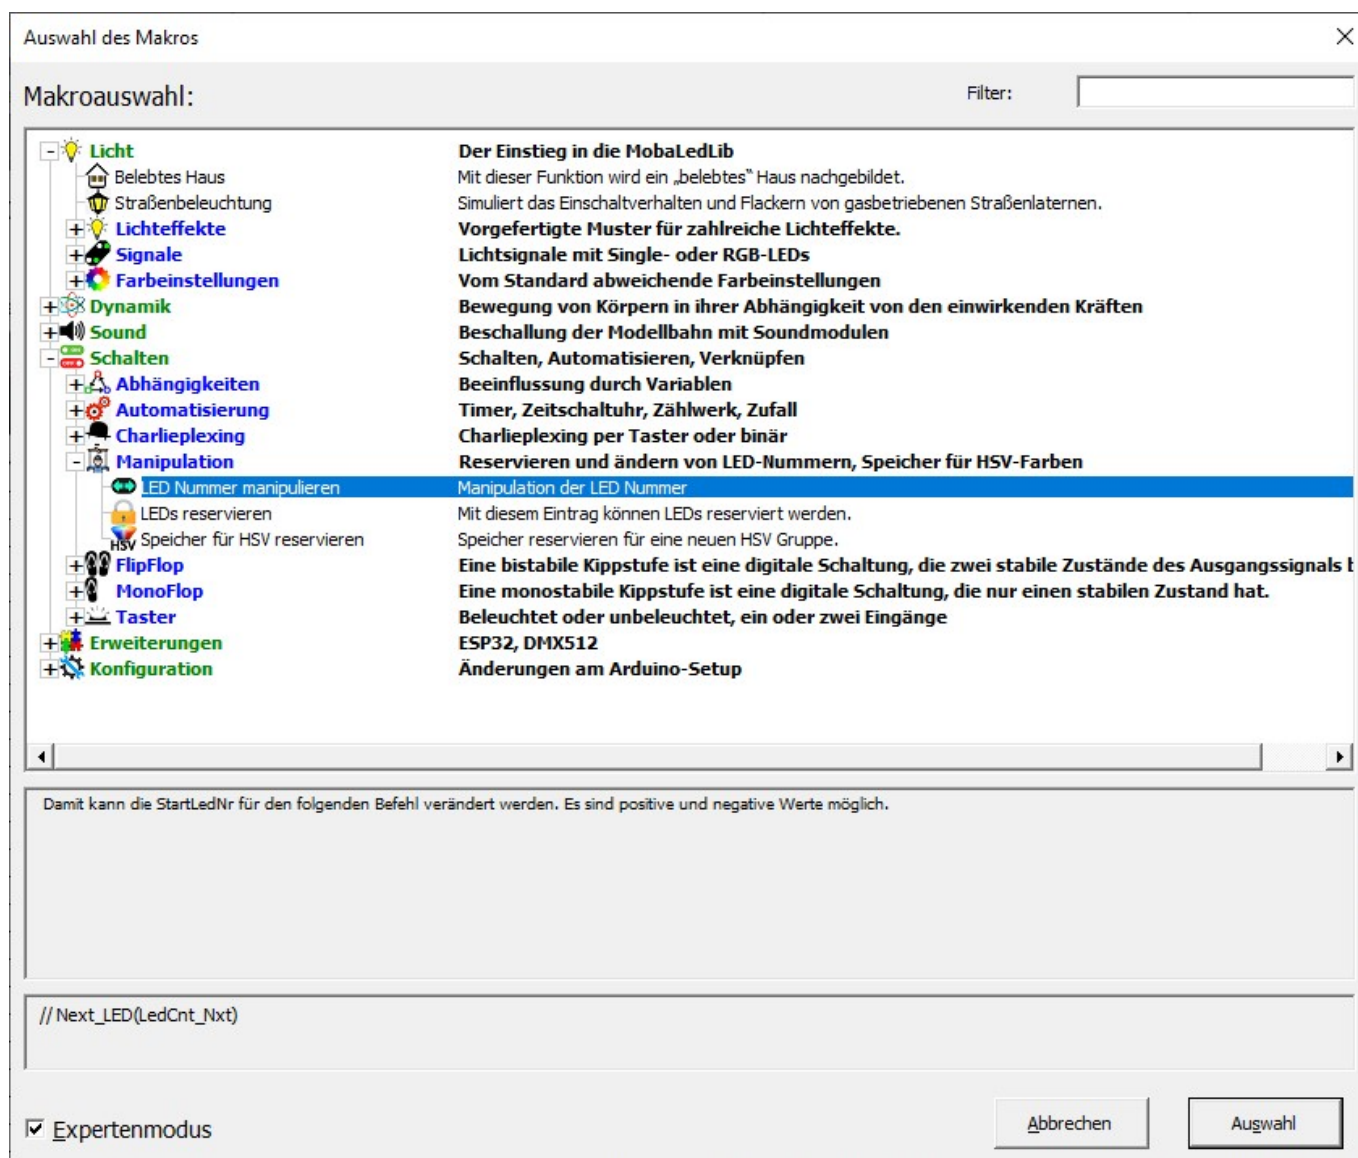 Auswahl des Makros
Makroauswahl: Filter:
Licht Der Einstieg in die MobaLedLib
Belebtes Haus Mit dieser Funktion wird ein „belebtes“ Haus nachgebildet.
Straßenbeleuchtung Simuliert das Einschaltverhalten und Flackern von gasbetriebenen Straßenlaternen.
Lichteffekte Vorgefertigte Muster für zahlreiche Lichteffekte.
Signale Lichtsignale mit Single- oder RGB-LEDs
Farbeinstellungen Vom Standard abweichende Farbeinstellungen
Dynamik Bewegung von Körpern in ihrer Abhängigkeit von den einwirkenden Kräften
Sound Beschallung der Modellbahn mit Soundmodulen
Schalten Schalten, Automatisieren, Verknüpfen
Abhängigkeiten Beeinflussung durch Variablen
Automatisierung Timer, Zeitschaltuhr, Zählwerk, Zufall
Charlieplexing Charlieplexing per Taster oder binär
Manipulation Reservieren und ändern von LED-Nummern, Speicher für HSV-Farben
LED Nummer manipulieren Manipulation der LED Nummer
LEDs reservieren Mit diesem Eintrag können LEDs reserviert werden.
HSV Speicher für HSV reservieren Speicher reservieren für eine neuen HSV Gruppe.
FlipFlop Eine bistabile Kippstufe ist eine digitale Schaltung, die zwei stabile Zustände des Ausgangssignals
MonoFlop Eine monostabile Kippstufe ist eine digitale Schaltung, die nur einen stabilen Zustand hat.
Taster Beleuchtet oder unbeleuchtet, ein oder zwei Eingänge
Erweiterungen ESP32, DMX512
Konfiguration Änderungen am Arduino-Setup
Damit kann die StartLedNr für den folgenden Befehl verändert werden. Es sind positive und negative Werte möglich.
// Next_LED(LedCnt_Nxt)
Expertenmodus Abbrechen Auswahl